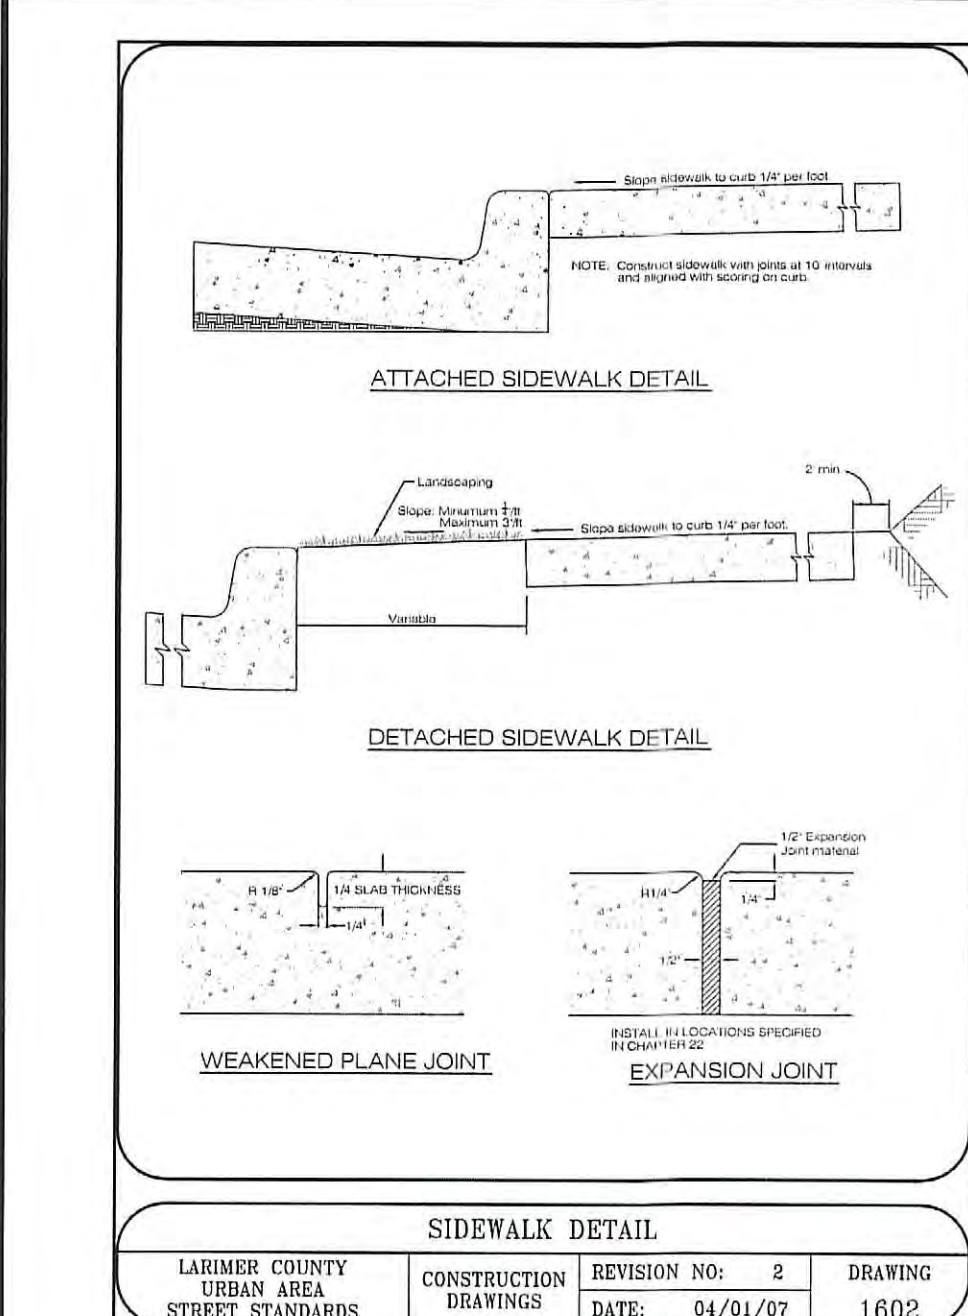 Slope sidewalk to curb 1/4" per foot.
NOTE: Construct sidewalk with joints at 10 intervals
and aligned with scoring on curb.
ATTACHED SIDEWALK DETAIL
2 min
Landscaping
Slope: Minumum /ft
Maximum 3"/ft
Slope sidewalk to curb 1/4" per foot.
Variable
DETACHED SIDEWALK DETAIL
1/2" Expansion
Joint material
R 1/8"
1/4 SLAB THICKNESS
1/4"
R1/4"
1/4"
1/2"
INSTALL IN LOCATIONS SPECIFIED
IN CHAPTER 22
WEAKENED PLANE JOINT
EXPANSION JOINT
SIDEWALK DETAIL
LARIMER COUNTY
URBAN AREA
STREET STANDARDS
CONSTRUCTION
DRAWINGS
REVISION NO: 2
DATE: 04/01/07
DRAWING
1602